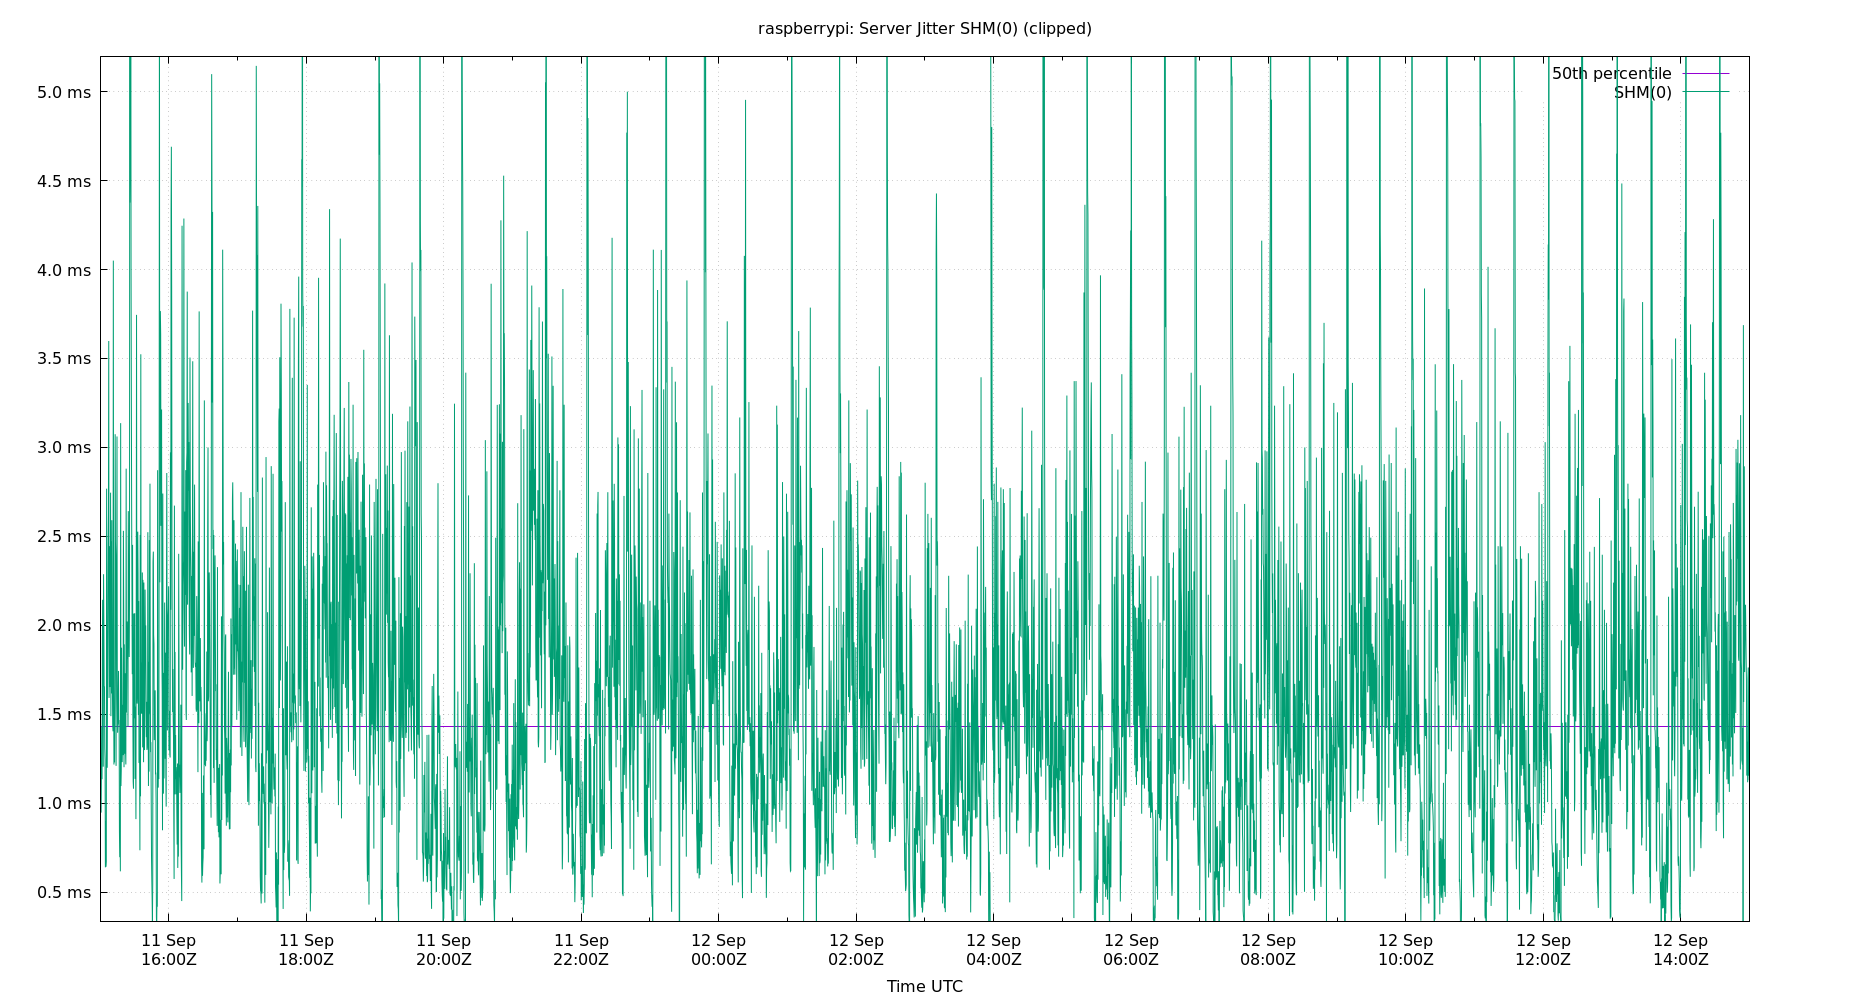 raspberrypi: Server Jitter SHM(0) (clipped)
50th percentile
SHM(0)
5.0 ms
4.5 ms
4.0 ms
3.5 ms
3.0 ms
2.5 ms
2.0 ms
1.5 ms
1.0 ms
0.5 ms
11 Sep 11 Sep 11 Sep 11 Sep 12 Sep 12 Sep 12 Sep 12 Sep 12 Sep 12 Sep 12 Sep 12 Sep
16:00Z 18:00Z 20:00Z 22:00Z 00:00Z 02:00Z 04:00Z 06:00Z 08:00Z 10:00Z 12:00Z 14:00Z
Time UTC